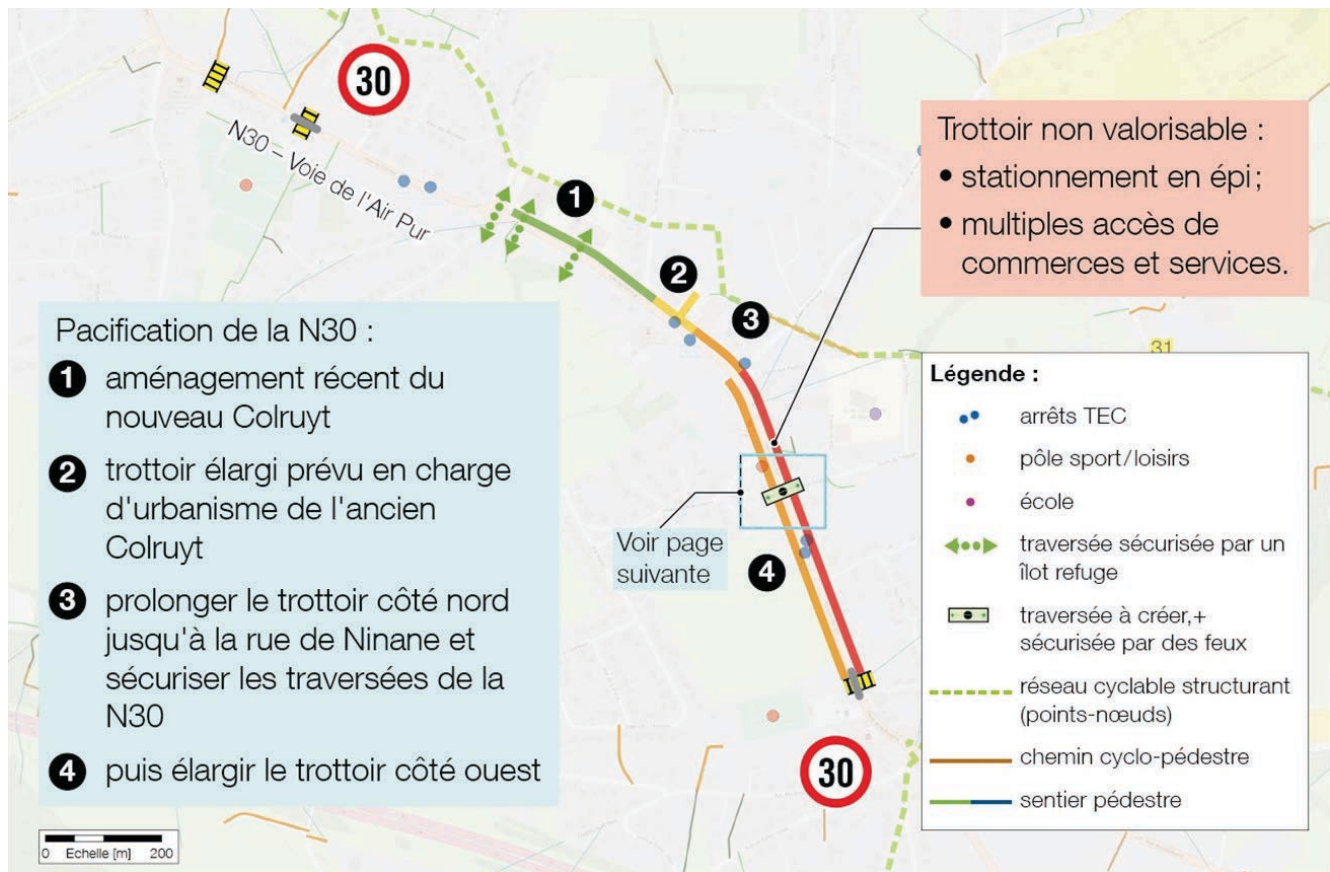 30
N30 – Voie de l'Air Pur
1
2
3
Trottoir non valorisable :
• stationnement en épi;
• multiples accès de
commerces et services.
Pacification de la N30 :
1 aménagement récent du
nouveau Colruyt
2 trottoir élargi prévu en charge
d'urbanisme de l'ancien
Colruyt
3 prolonger le trottoir côté nord
jusqu'à la rue de Ninane et
sécuriser les traversées de la
N30
4 puis élargir le trottoir côté ouest
Voir page
suivante
4
31
30
Légende :
arrêts TEC
pôle sport/loisirs
école
traversée sécurisée par un
îlot refuge
traversée à créer,+
sécurisée par des feux
réseau cyclable structurant
(points-nœuds)
chemin cyclo-pédestre
sentier pédestre
0 Echelle [m] 200